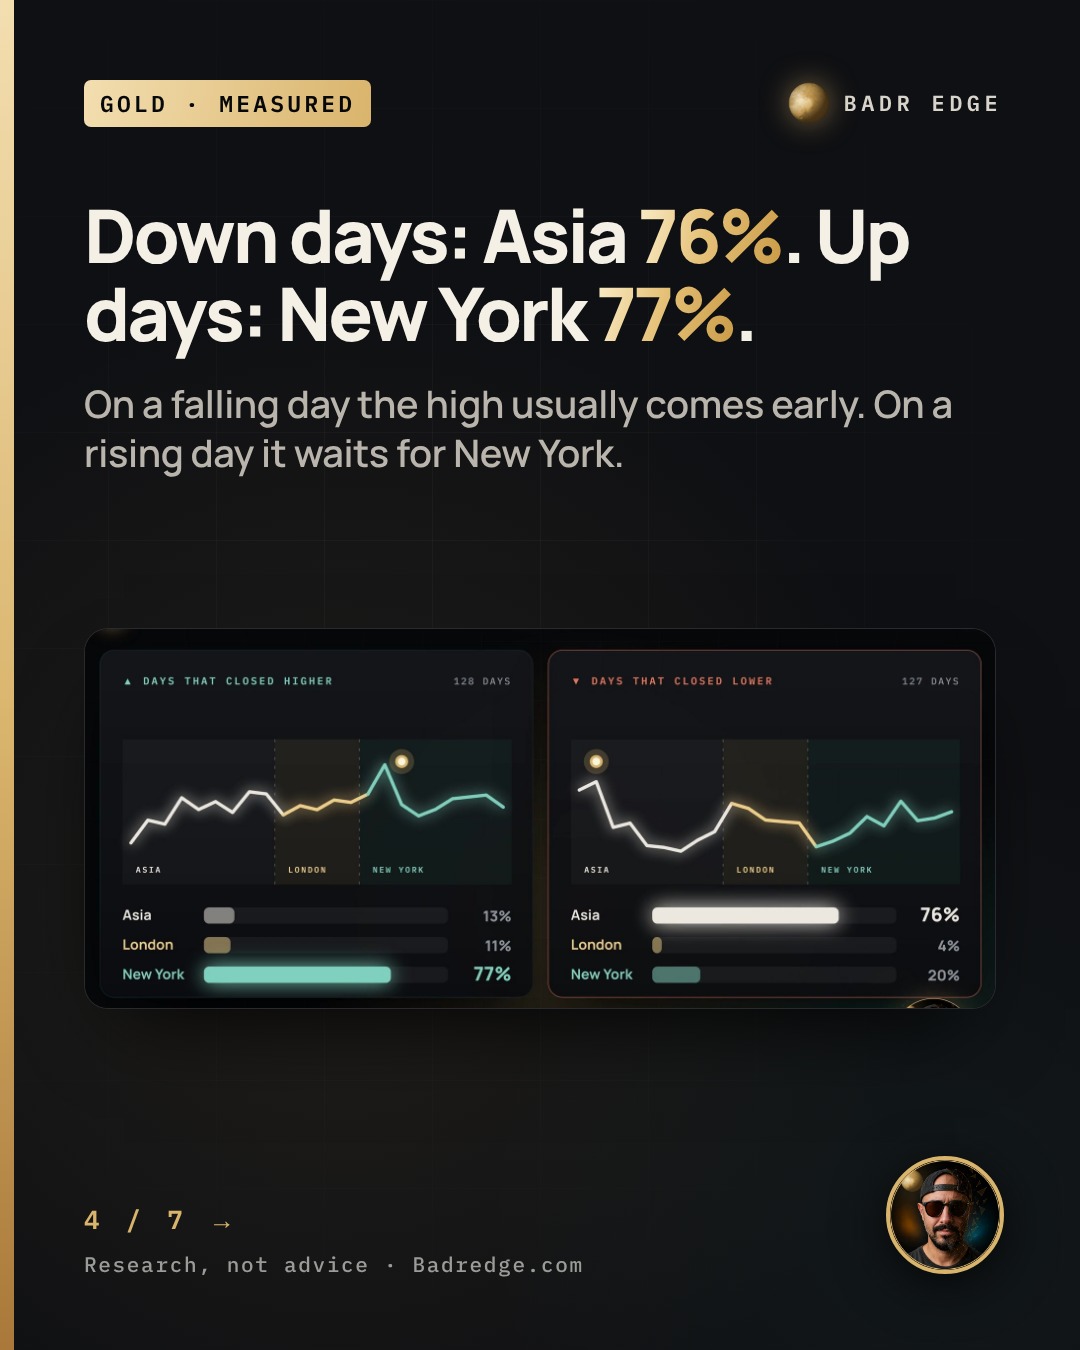 GOLD · MEASURED
BADR EDGE
Down days: Asia 76%. Up
days: New York 77%.
On a falling day the high usually comes early. On a
rising day it waits for New York.
▲ DAYS THAT CLOSED HIGHER 128 DAYS
ASIA LONDON NEW YORK
Asia 13%
London 11%
New York 77%
▼ DAYS THAT CLOSED LOWER 127 DAYS
ASIA LONDON NEW YORK
Asia 76%
London 4%
New York 20%
4 / 7 →
Research, not advice · Badredge.com